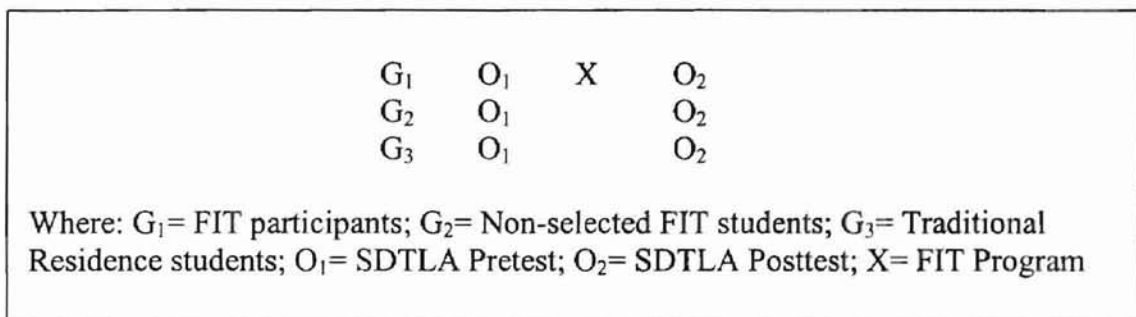 G₁ O₁ X O₂
G₂ O₁ O₂
G₃ O₁ O₂
Where: G₁= FIT participants; G₂= Non-selected FIT students; G₃= Traditional
Residence students; O₁= SDTLA Pretest; O₂= SDTLA Posttest; X= FIT Program